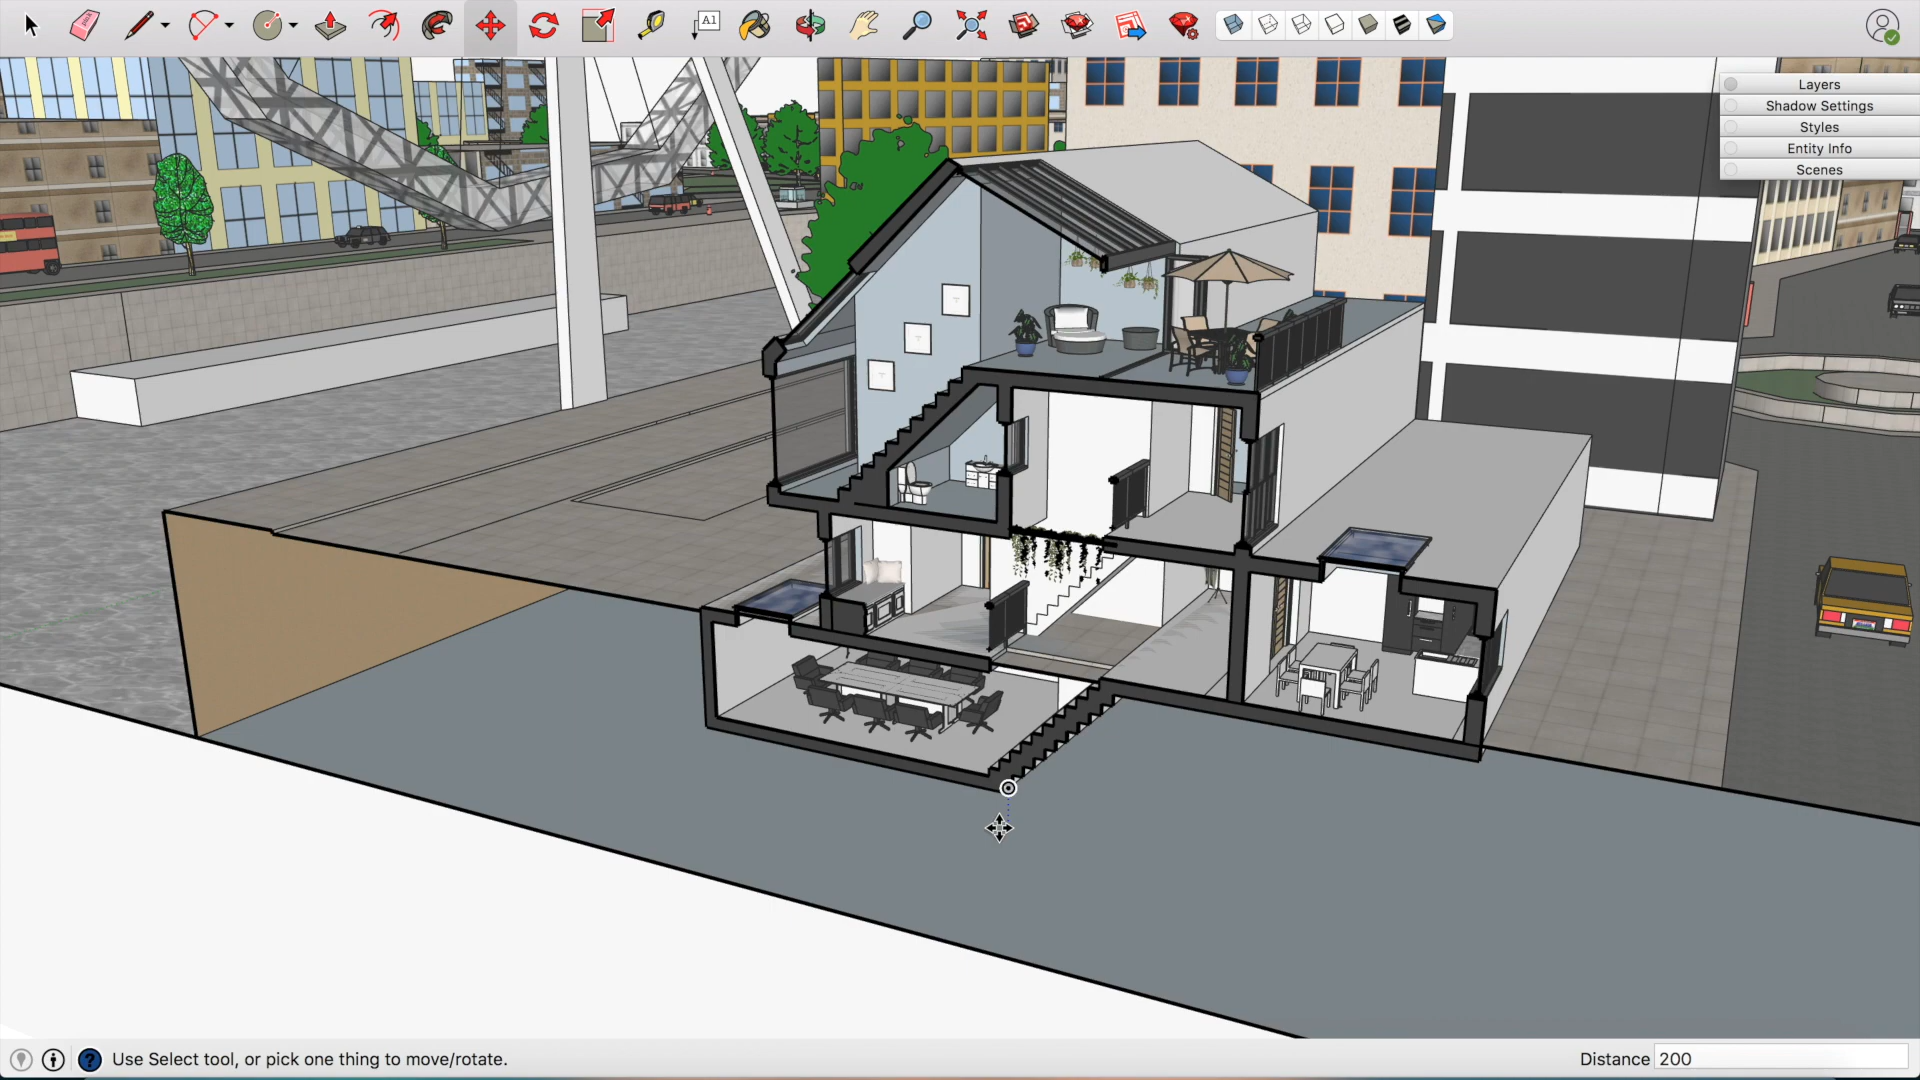 A1
Layers
Shadow Settings
Styles
Entity Info
Scenes
Use Select tool, or pick one thing to move/rotate.
Distance 200